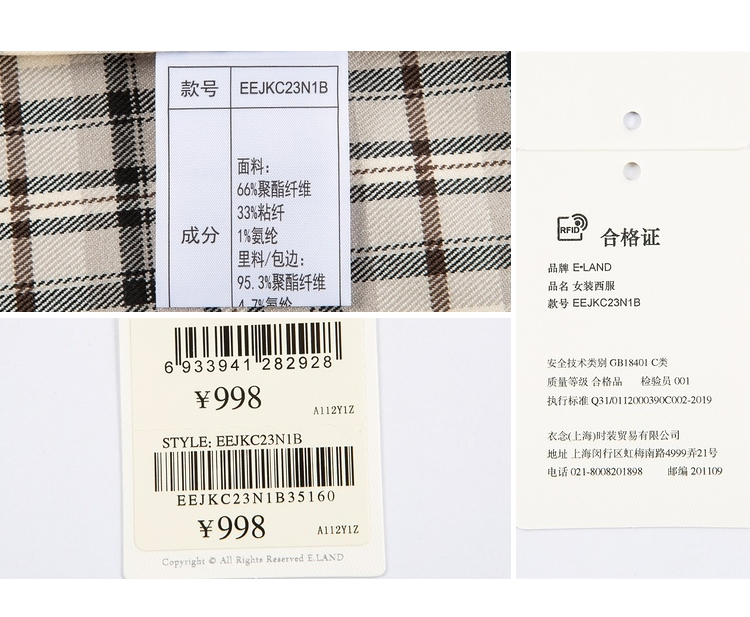 款号 EEJKC23N1B
成分
面料:
66%聚酯纤维
33%粘纤
1%氨纶
里料/包边:
95.3%聚酯纤维
4.7%氨纶
6 933941 282928
¥998
A112Y1Z
STYLE: EEJKC23N1B
EEJKC23N1B35160
¥998
A112Y1Z
Copyright © All Rights Reserved E.LAND
RFID 合格证
品牌 E•LAND
品名 女装西服
款号 EEJKC23N1B
安全技术类别 GB18401 C类
质量等级 合格品 检验员 001
执行标准 Q31/0112000390C002-2019
衣念(上海)时装贸易有限公司
地址 上海闵行区虹梅南路4999弄21号
电话 021-8008201898 邮编 201109